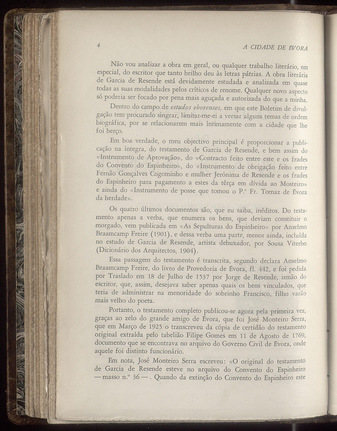 4 A CIDADE DE ÉVORA
Não vou analizar a obra em geral, ou qualquer trabalho literário, em
especial, do escritor que tanto brilho deu às letras pátrias. A obra literária
de Garcia de Resende está devidamente estudada e analizada em quase
todas as suas modalidades pelos críticos de renome. Qualquer novo aspecto
só poderia ser focado por pena mais aguçada e autorizada do que a minha.
Dentro do campo de estudos eborenses, em que este Boletim de divul-
gação tem procurado singrar, limitar-me-ei a versar alguns temas de ordem
biográfica, por se relacionarem mais intimamente com a cidade que lhe
foi berço.
Em boa verdade, o meu objectivo principal é proporcionar a publi-
cação na íntegra, do testamento de Garcia de Resende, e bem assim do
«Instrumento de Aprovação», do «Contracto feito entre este e os frades
do Convento do Espinheiro», do «Instrumento de obrigação feito entre
Fernão Gonçalves Cogominho e mulher Jerónima de Resende e os frades
do Espinheiro para pagamento a estes da têrça em dívida ao Mosteiro»
e ainda do «Instrumento de posse que tomou o P.e Fr. Tomaz de Évora
da herdade».
Os quatro últimos documentos são, que eu saiba, inéditos. Do testa-
mento apenas a verba, que enumera os bens, que deviam constituir o
morgado, vem publicada em «As Sepulturas do Espinheiro» por Anselmo
Braamcamp Freire (1901), e dessa verba uma parte, menor ainda, incluída
no estudo de Garcia de Resende, artista debuxador, por Sousa Viterbo
(Dicionário dos Arquitectos, 1904).
Essa passagem do testamento é transcrita, segundo declara Anselmo
Braamcamp Freire, do livro de Provedoria de Évora, fl. 442, e foi pedida
por Traslado em 18 de Julho de 1537 por Jorge de Resende, irmão do
escritor, que, assim, desejava saber apenas quais os bens vinculados, que
teria de administrar na menoridade do sobrinho Francisco, filho varão
mais velho do poeta.
Portanto, o testamento completo publicou-se agora pela primeira vez,
graças ao zelo do grande amigo de Évora, que foi José Monteiro Serra,
que em Março de 1925 o transcreveu da cópia de certidão do testamento
original extraída pelo tabelião Filipe Gomes em 11 de Agosto de 1769,
documento que se encontrava no arquivo do Governo Civil de Évora, onde
aquele foi distinto funcionário.
Em nota, José Monteiro Serra escreveu: «O original do testamento
de Garcia de Resende esteve no arquivo do Convento do Espinheiro
— masso n.º 36 — . Quando da extinção do Convento do Espinheiro este